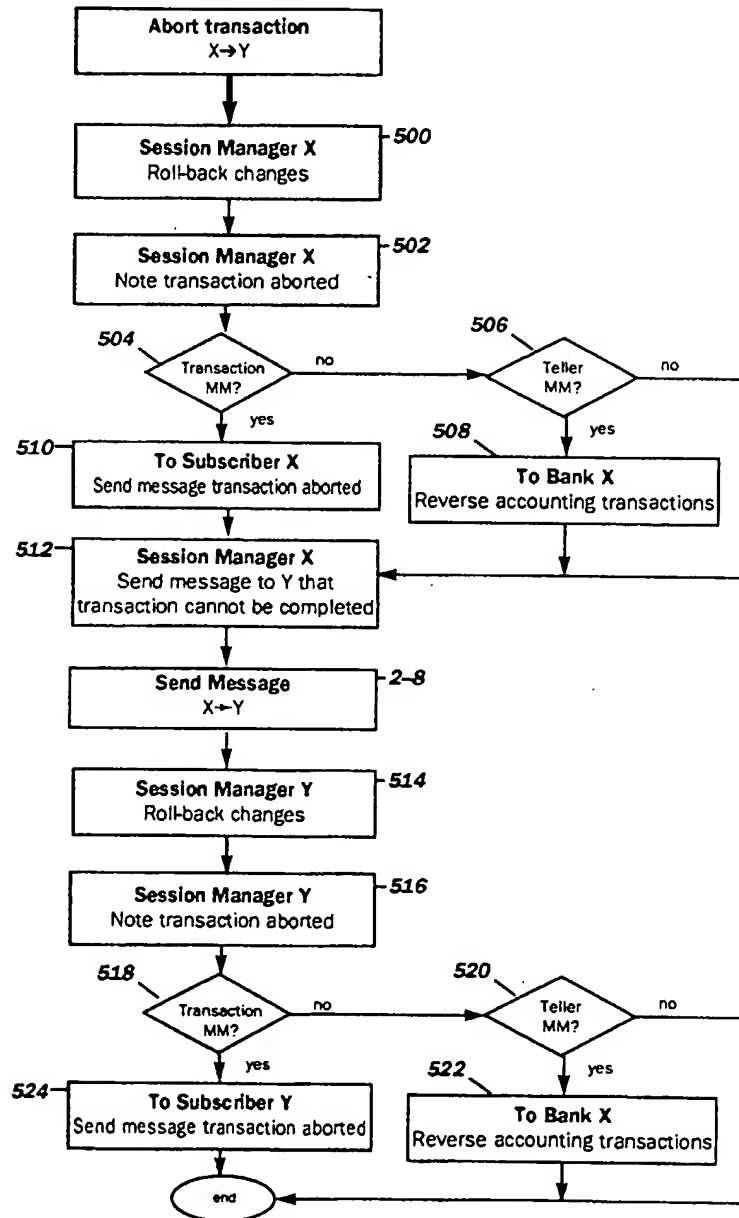 Abort transaction
X→Y
500
Session Manager X
Roll-back changes
502
Session Manager X
Note transaction aborted
504
Transaction
MM?
no
yes
506
Teller
MM?
no
yes
510
To Subscriber X
Send message transaction aborted
508
To Bank X
Reverse accounting transactions
512
Session Manager X
Send message to Y that
transaction cannot be completed
2-8
Send Message
X→Y
514
Session Manager Y
Roll-back changes
516
Session Manager Y
Note transaction aborted
518
Transaction
MM?
no
yes
520
Teller
MM?
no
yes
524
To Subscriber Y
Send message transaction aborted
522
To Bank X
Reverse accounting transactions
end